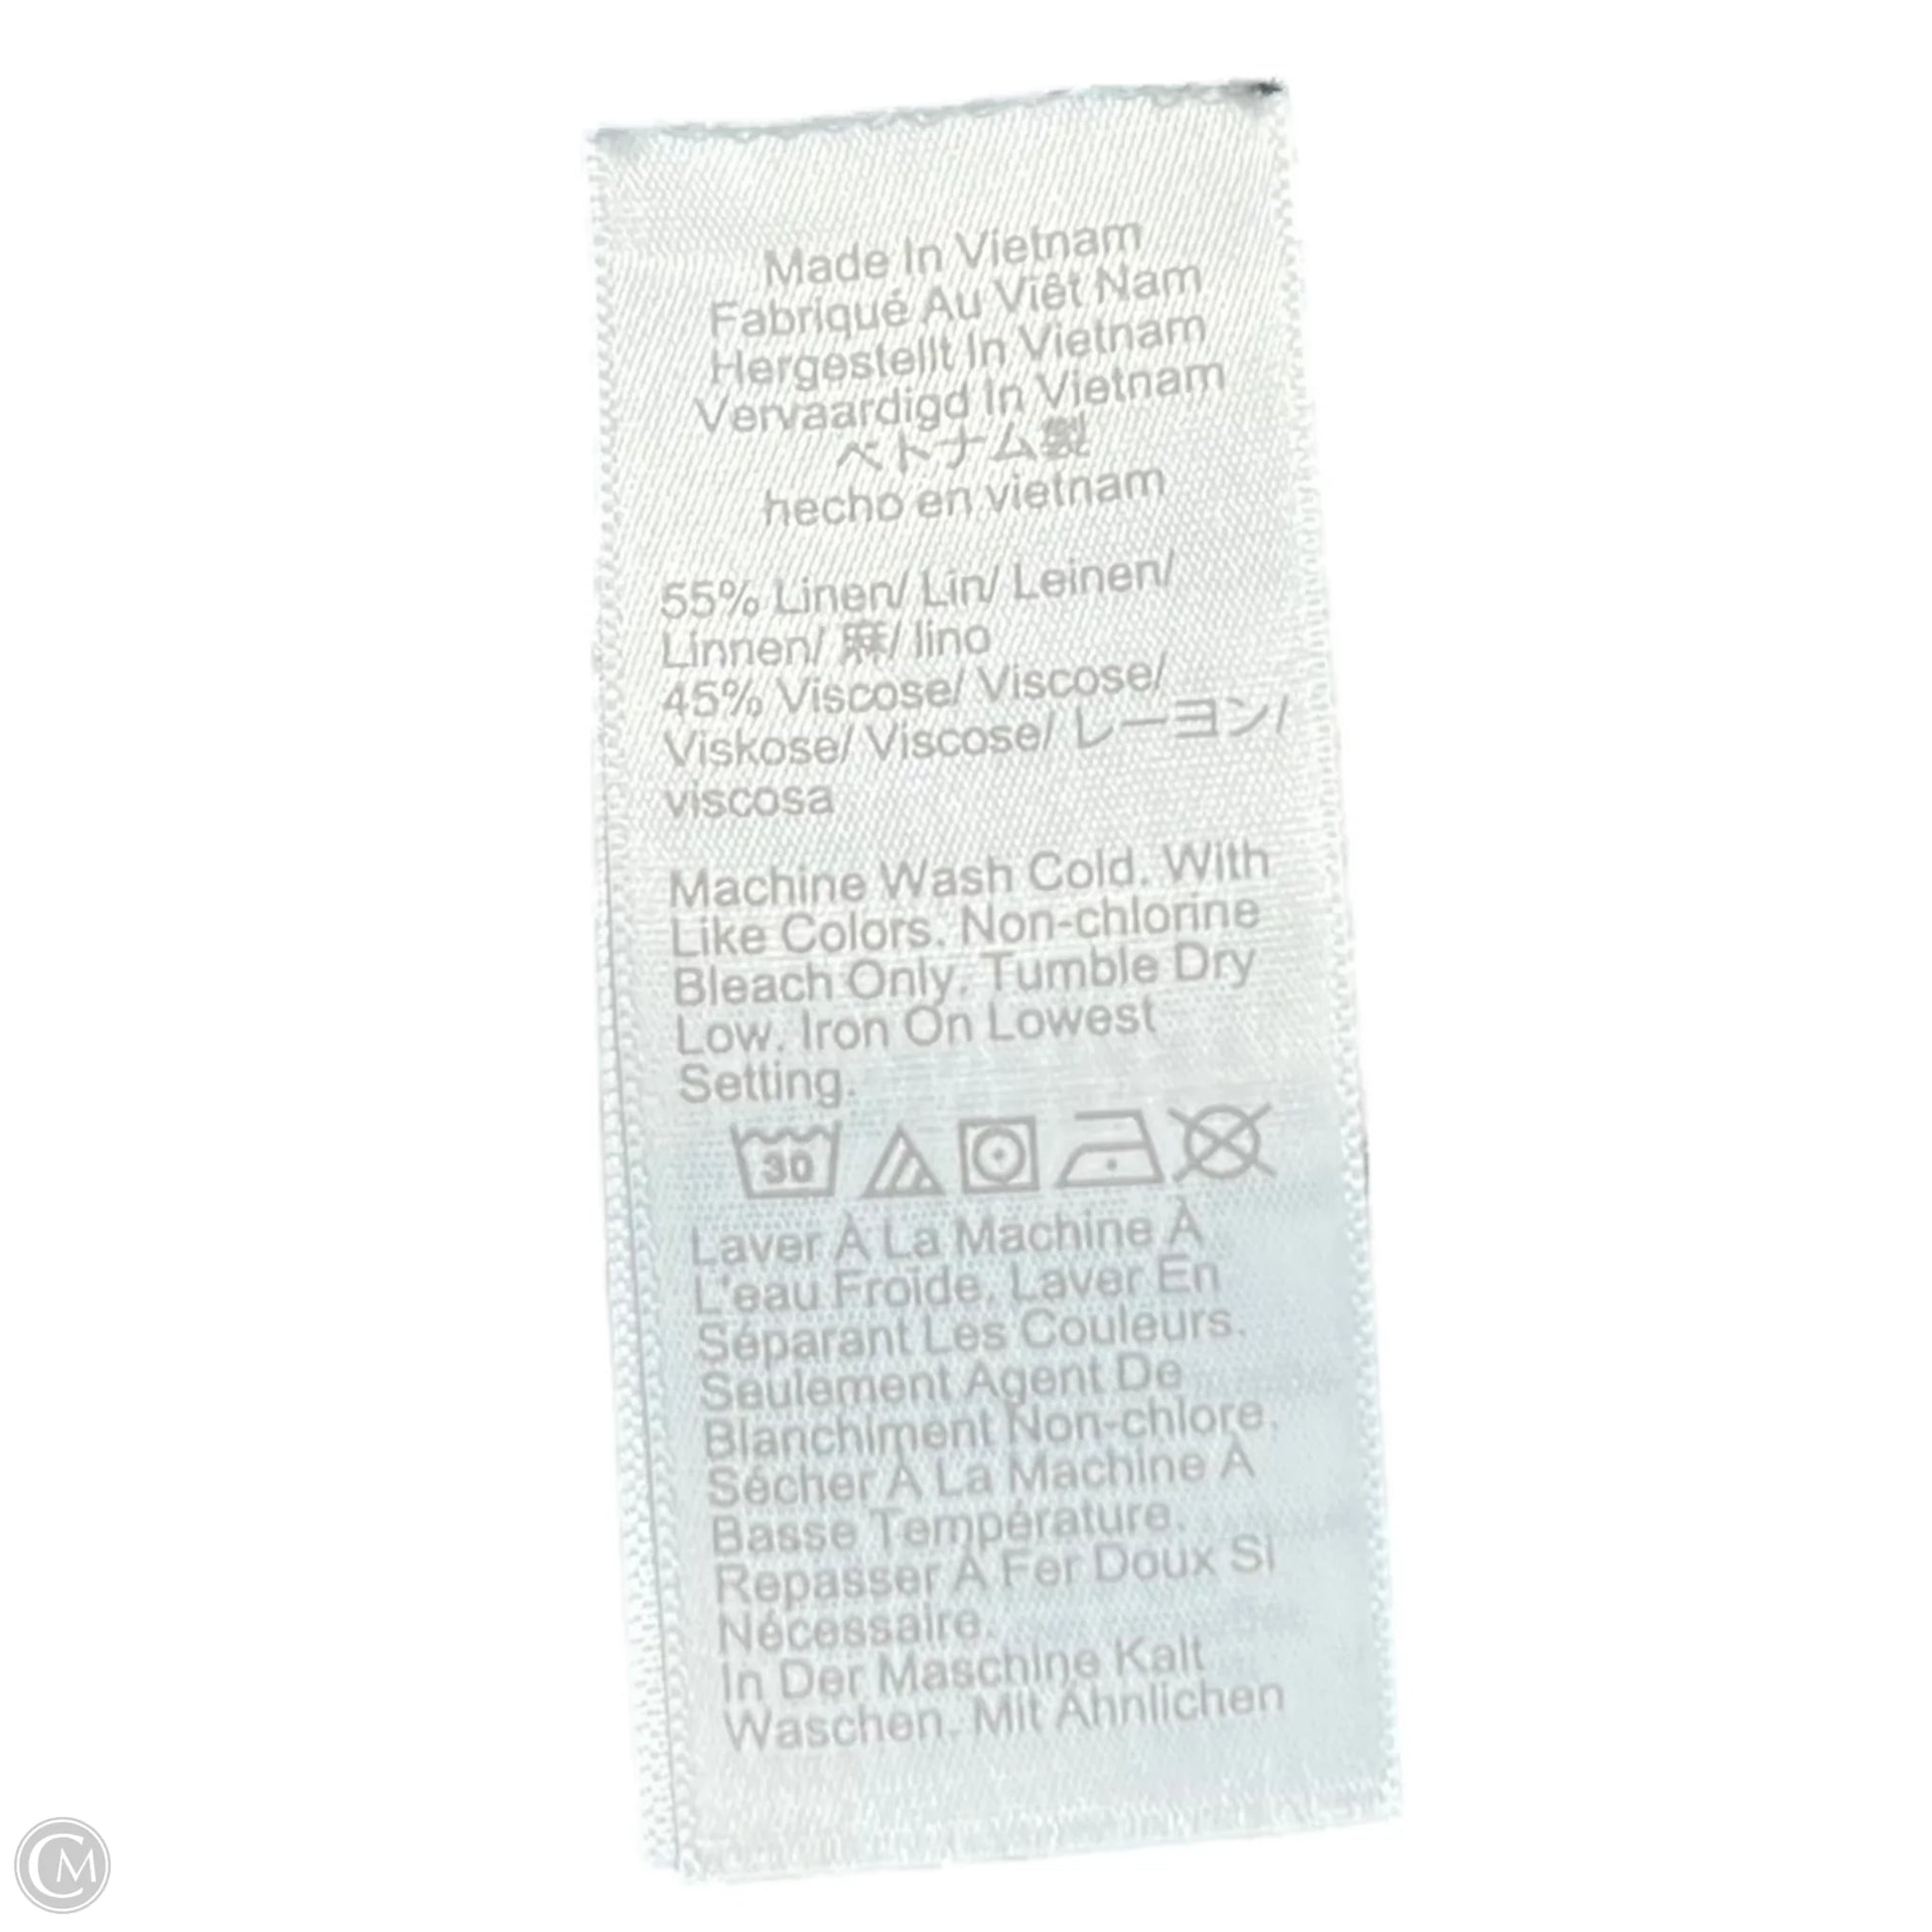 Made In Vietnam
Fabriqué Au Viêt Nam
Hergestellt In Vietnam
Vervaardigd In Vietnam
ベトナム製
hecho en vietnam
55% Linen/ Lin/ Leinen/
Linnen/ 麻/ lino
45% Viscose/ Viscose/
Viskose/ Viscose/ レーヨン/
viscosa
Machine Wash Cold. With
Like Colors. Non-chlorine
Bleach Only. Tumble Dry
Low. Iron On Lowest
Setting.
30
Laver À La Machine À
L'eau Froide. Laver En
Séparant Les Couleurs.
Seulement Agent De
Blanchiment Non-chlore.
Sécher À La Machine À
Basse Température.
Repasser À Fer Doux Si
Nécessaire.
In Der Maschine Kalt
Waschen. Mit Ähnlichen
CM